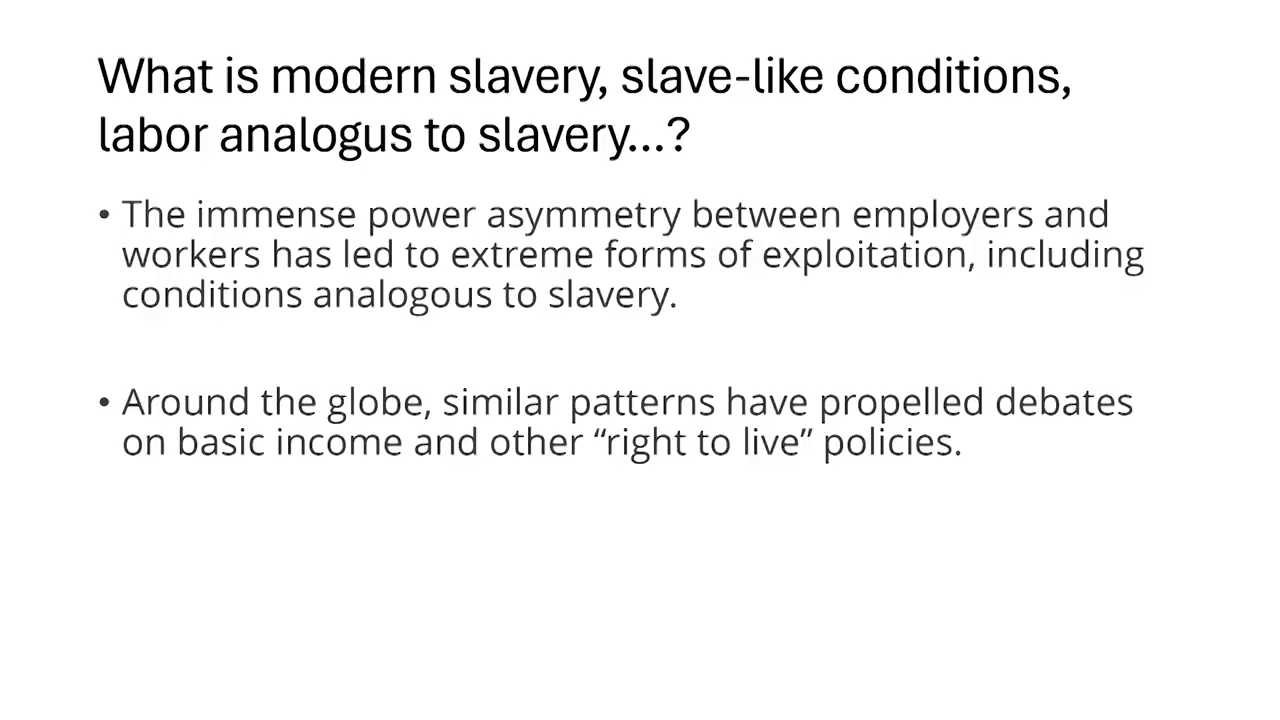 What is modern slavery, slave-like conditions,
labor analogus to slavery...?
• The immense power asymmetry between employers and
workers has led to extreme forms of exploitation, including
conditions analogous to slavery.
• Around the globe, similar patterns have propelled debates
on basic income and other “right to live” policies.